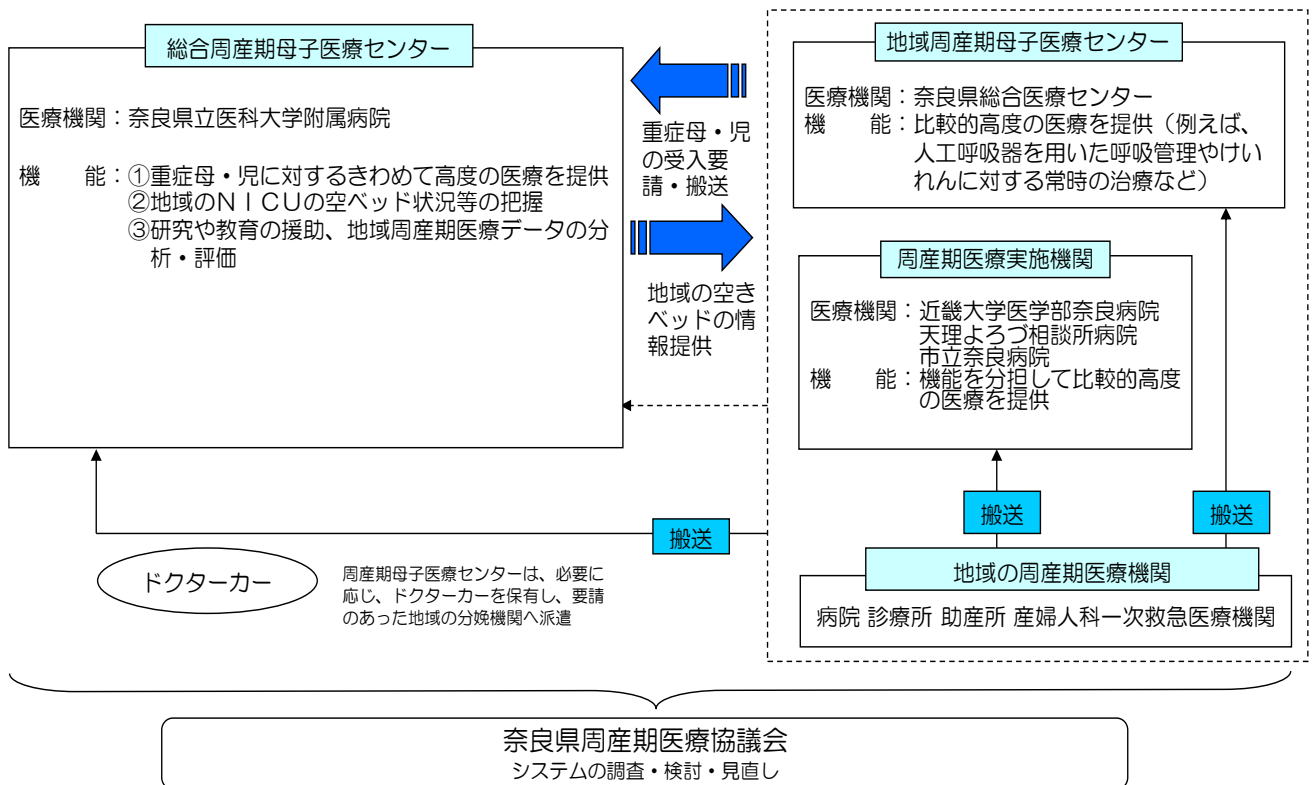 総合周産期母子医療センター
医療機関：奈良県立医科大学附属病院
機　　能：①重症母・児に対するきわめて高度の医療を提供
②地域のＮＩＣＵの空ベッド状況等の把握
③研究や教育の援助、地域周産期医療データの分
析・評価
重症母・児
の受入要
請・搬送
地域の空き
ベッドの情
報提供
地域周産期母子医療センター
医療機関：奈良県総合医療センター
機　　能：比較的高度の医療を提供（例えば、
人工呼吸器を用いた呼吸管理やけい
れんに対する常時の治療など）
周産期医療実施機関
医療機関：近畿大学医学部奈良病院
天理よろづ相談所病院
市立奈良病院
機　　能：機能を分担して比較的高度
の医療を提供
搬送
搬送
搬送
地域の周産期医療機関
病院 診療所 助産所 産婦人科一次救急医療機関
ドクターカー
周産期母子医療センターは、必要に
応じ、ドクターカーを保有し、要請
のあった地域の分娩機関へ派遣
奈良県周産期医療協議会
システムの調査・検討・見直し